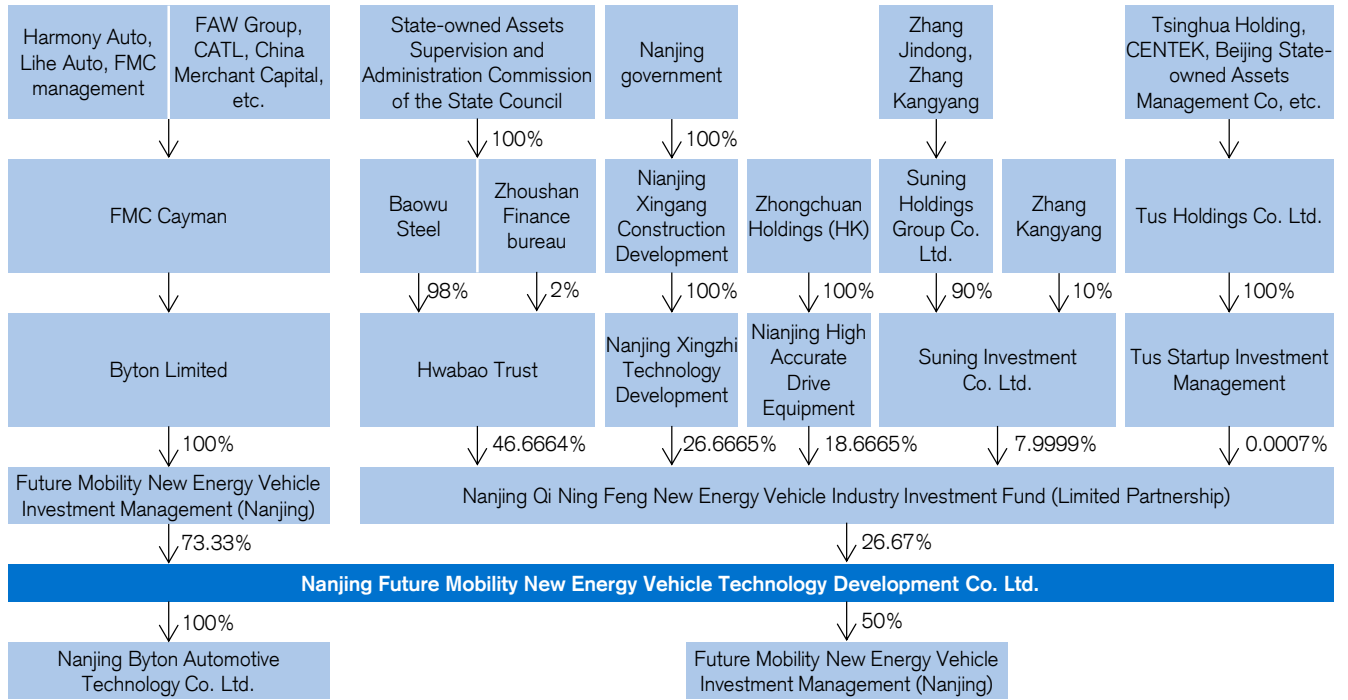 Harmony Auto,
Lihe Auto, FMC
management
FAW Group,
CATL, China
Merchant Capital,
etc.
State-owned Assets
Supervision and
Administration Commission
of the State Council
Nanjing
government
Zhang
Jindong,
Zhang
Kangyang
Tsinghua Holding,
CENTEK, Beijing State-
owned Assets
Management Co, etc.
100%
100%
FMC Cayman
Baowu
Steel
Zhoushan
Finance
bureau
Nianjing
Xingang
Construction
Development
Zhongchuan
Holdings (HK)
Suning
Holdings
Group Co.
Ltd.
Zhang
Kangyang
Tus Holdings Co. Ltd.
98%
2%
100%
100%
90%
10%
100%
Byton Limited
Hwabao Trust
Nanjing Xingzhi
Technology
Development
Nianjing High
Accurate
Drive
Equipment
Suning Investment
Co. Ltd.
Tus Startup Investment
Management
100%
46.6664%
26.6665%
18.6665%
7.9999%
0.0007%
Future Mobility New Energy Vehicle
Investment Management (Nanjing)
Nanjing Qi Ning Feng New Energy Vehicle Industry Investment Fund (Limited Partnership)
73.33%
26.67%
Nanjing Future Mobility New Energy Vehicle Technology Development Co. Ltd.
100%
50%
Nanjing Byton Automotive
Technology Co. Ltd.
Future Mobility New Energy Vehicle
Investment Management (Nanjing)